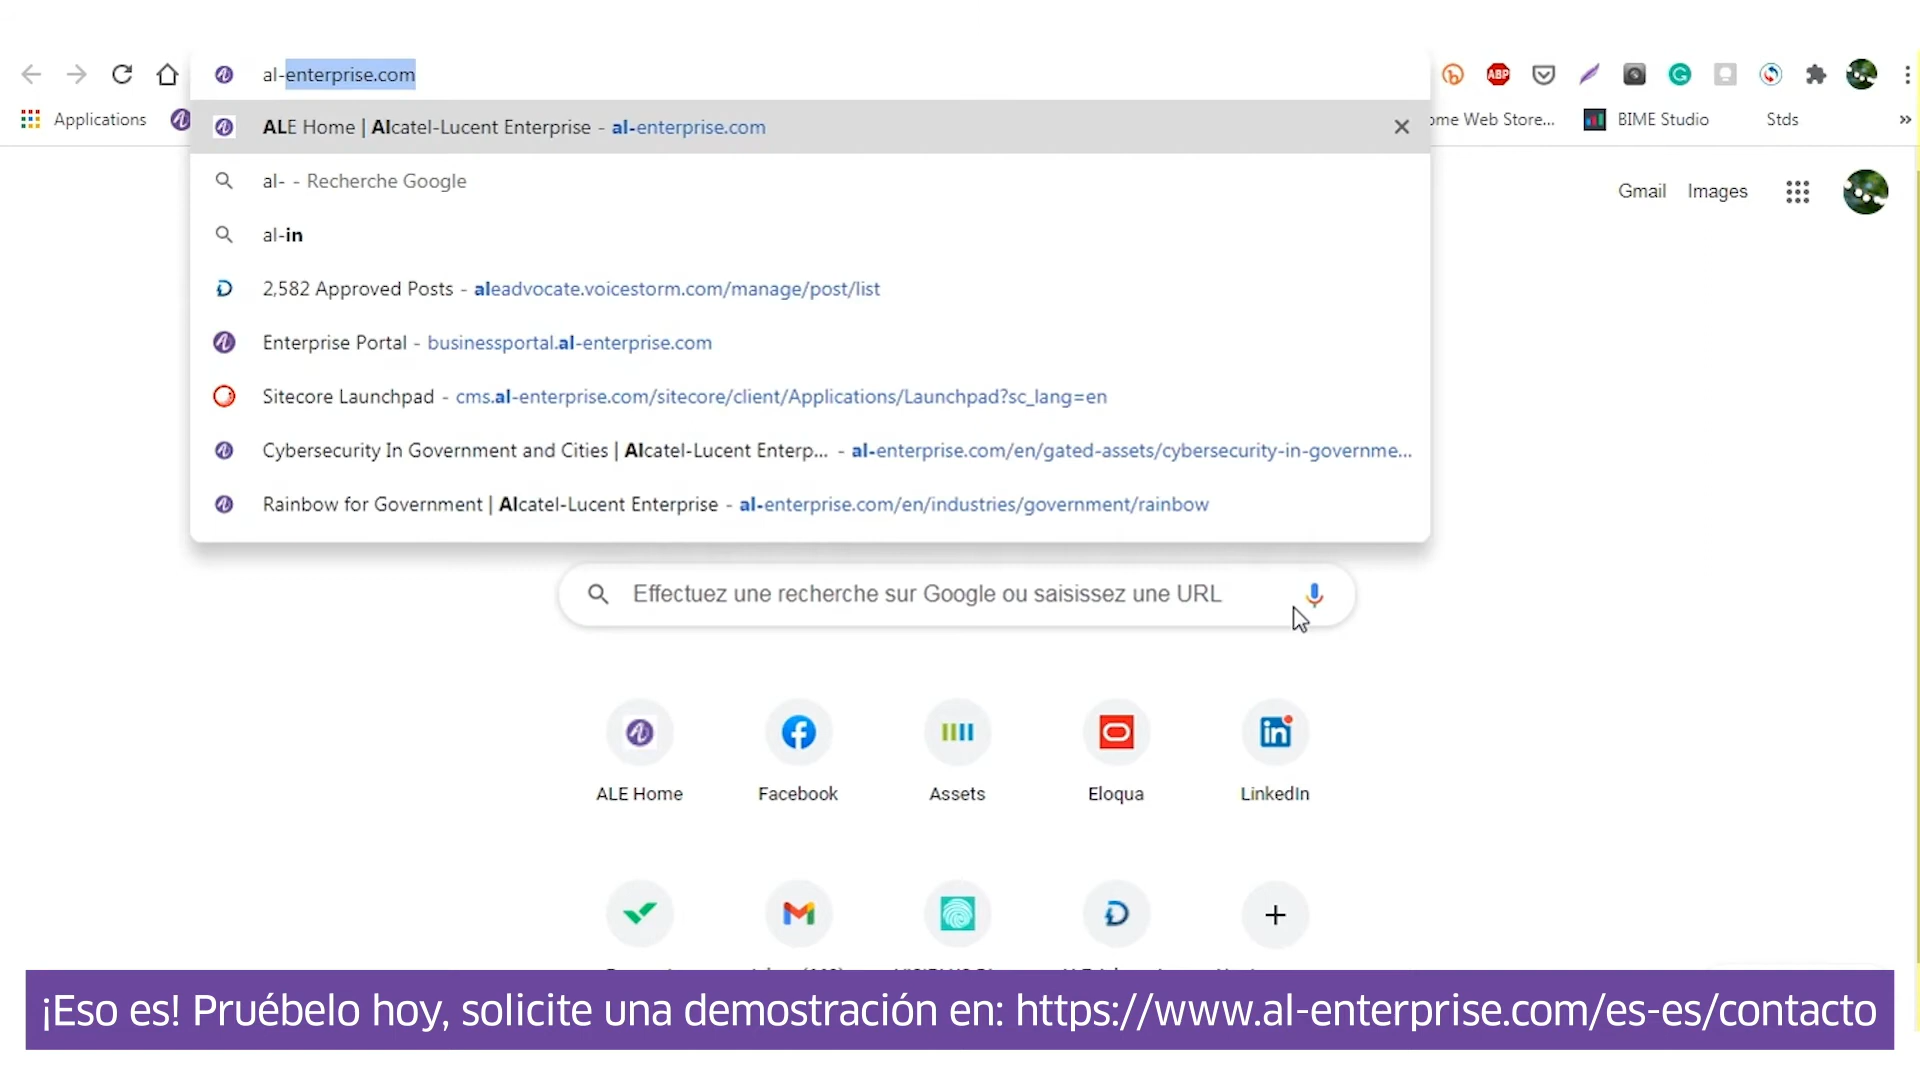 al-enterprise.com
ABP
Applications
ALE Home | Alcatel-Lucent Enterprise - al-enterprise.com
ome Web Store...
BIME Studio
Stds
al- - Recherche Google
Gmail
Images
al-in
2,582 Approved Posts - aleadvocate.voicestorm.com/manage/post/list
Enterprise Portal - businessportal.al-enterprise.com
Sitecore Launchpad - cms.al-enterprise.com/sitecore/client/Applications/Launchpad?sc_lang=en
Cybersecurity In Government and Cities | Alcatel-Lucent Enterp... - al-enterprise.com/en/gated-assets/cybersecurity-in-governme...
Rainbow for Government | Alcatel-Lucent Enterprise - al-enterprise.com/en/industries/government/rainbow
Effectuez une recherche sur Google ou saisissez une URL
ALE Home
Facebook
Assets
Eloqua
LinkedIn
¡Eso es! Pruébelo hoy, solicite una demostración en: https://www.al-enterprise.com/es-es/contacto